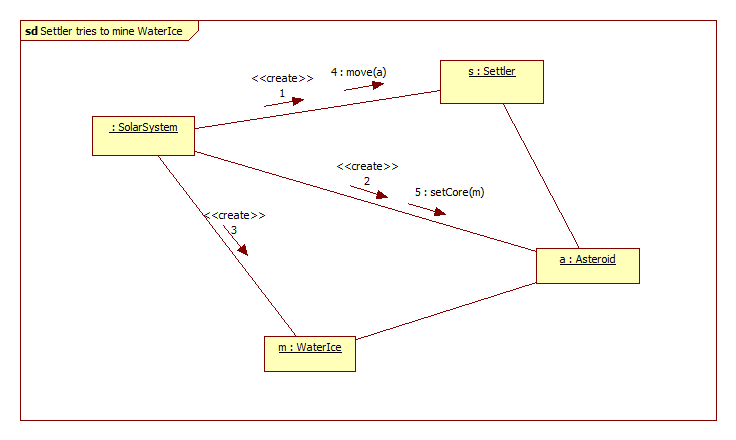 sd Settler tries to mine WaterIce
<<create>>
1
4 : move(a)
s : Settler
: SolarSystem
<<create>>
2
5 : setCore(m)
<<create>>
3
a : Asteroid
m : WaterIce